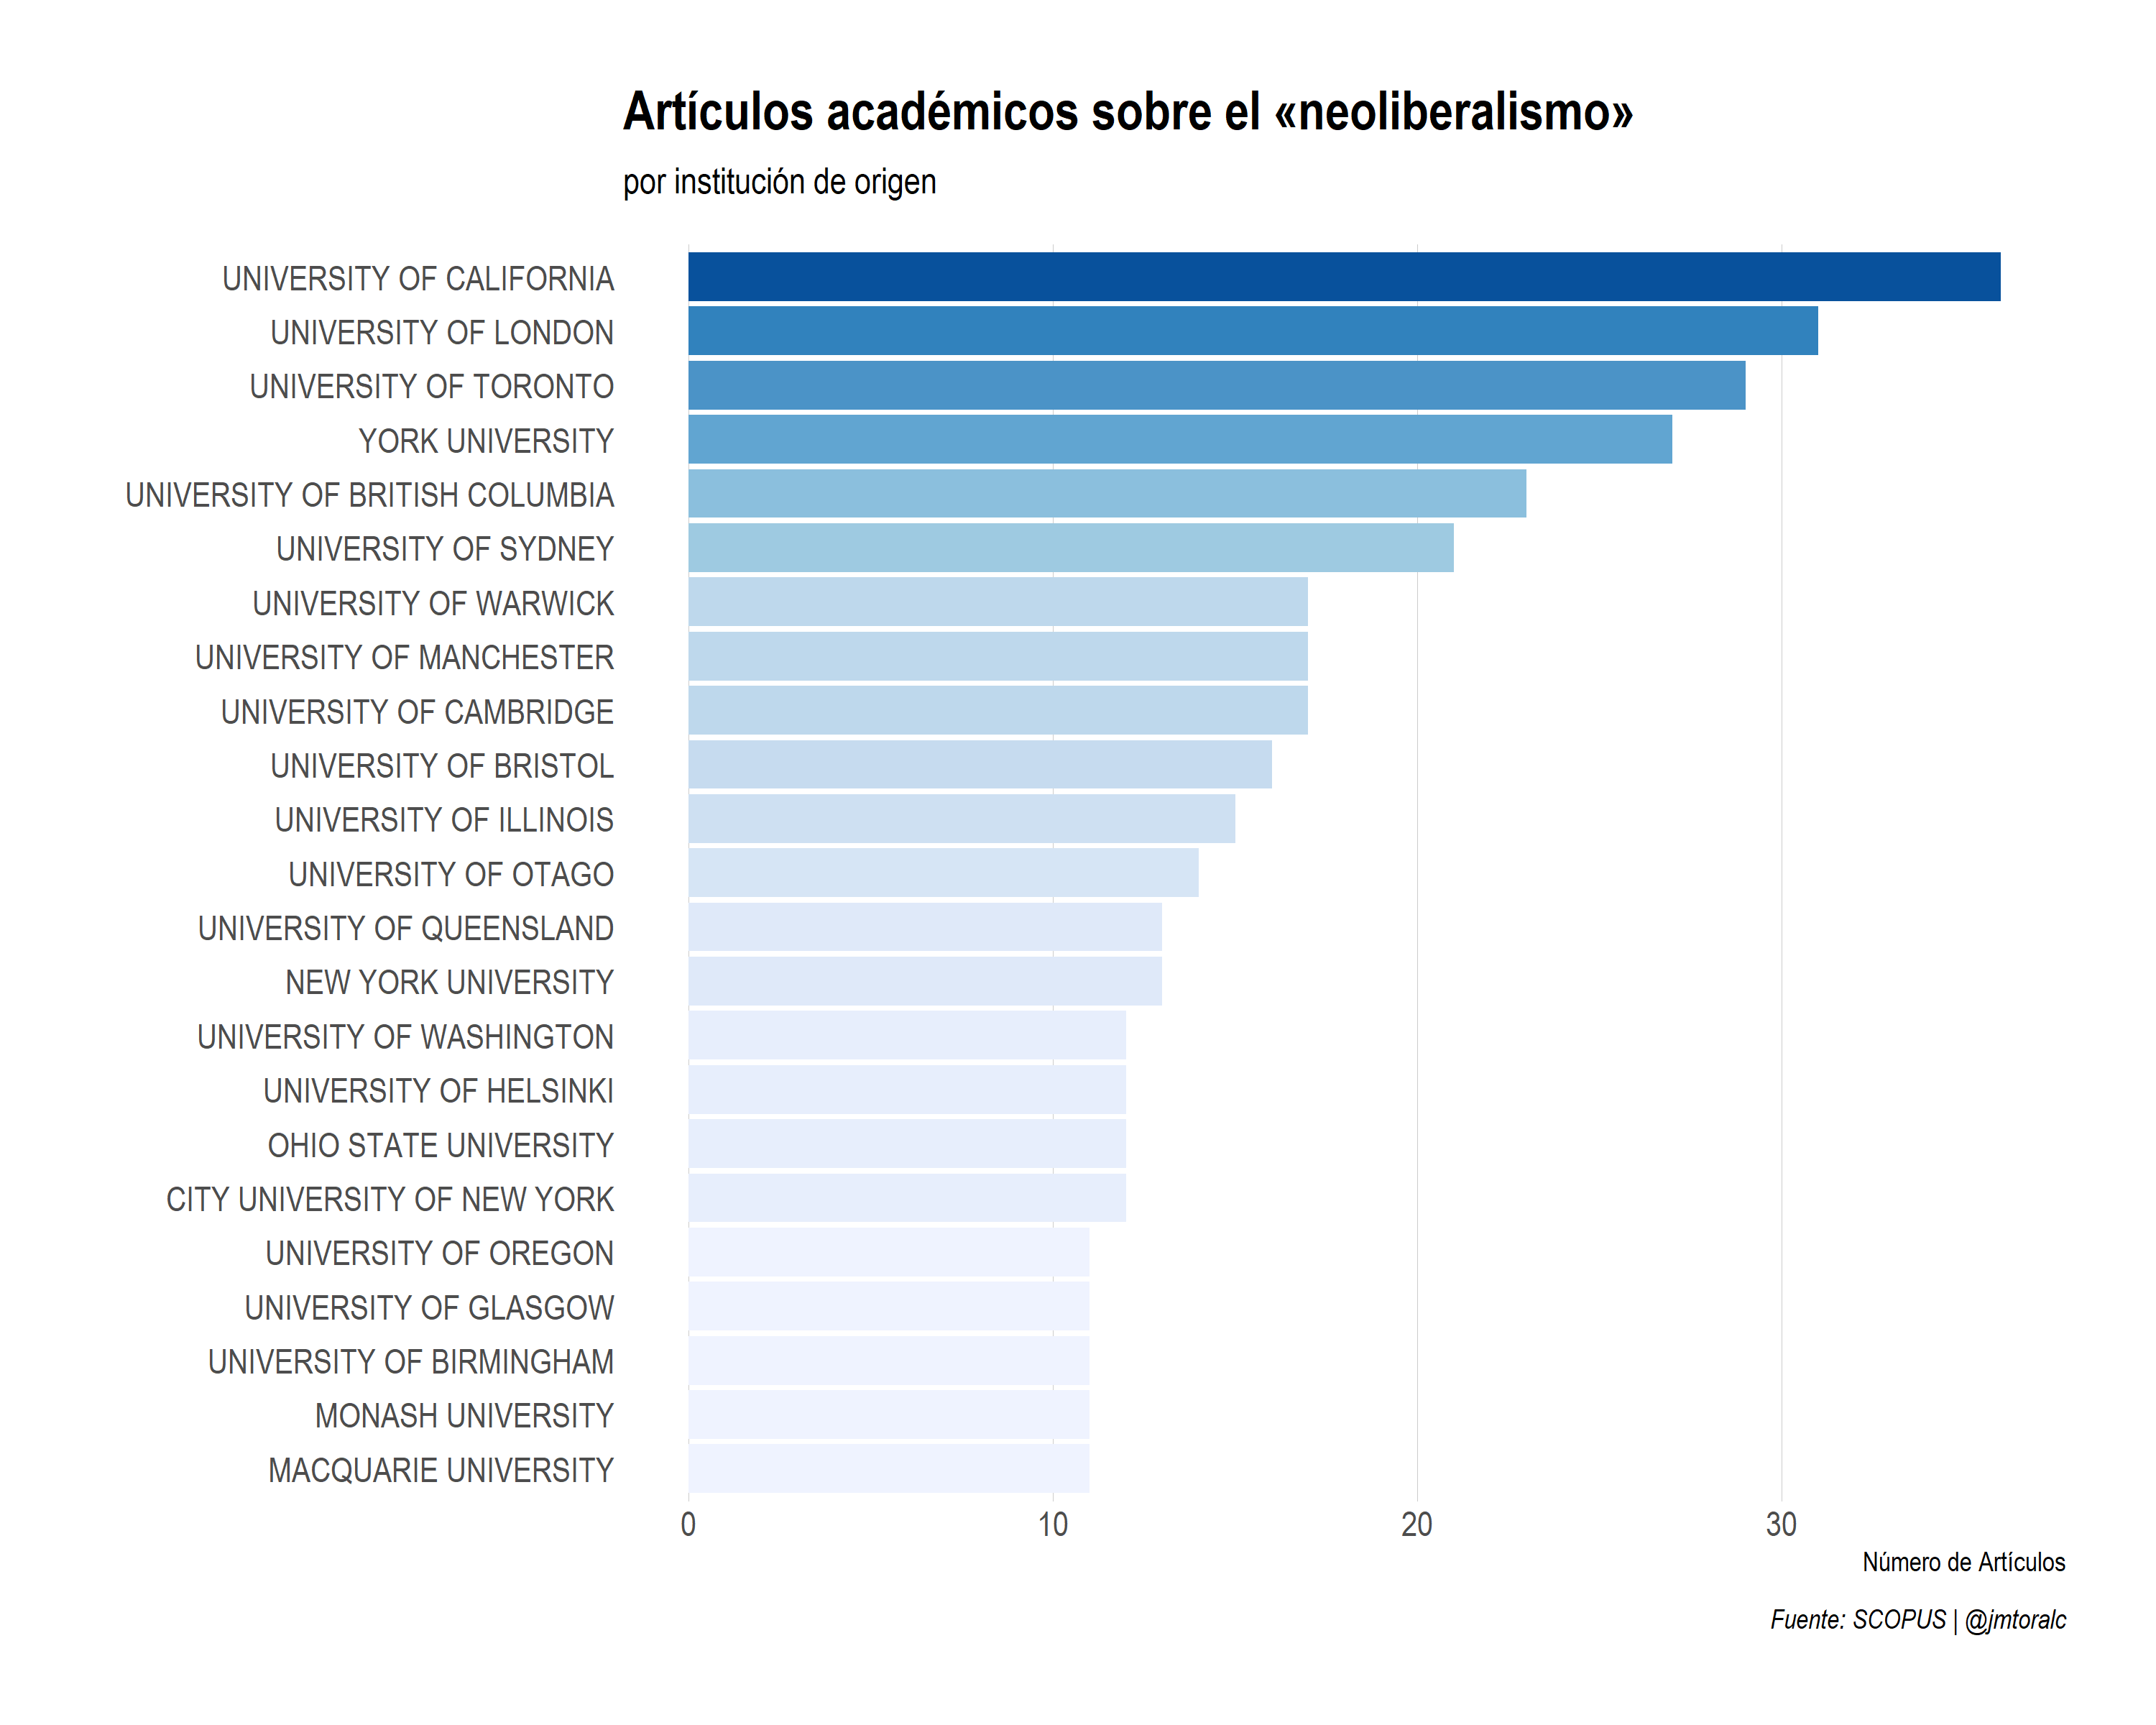 Artículos académicos sobre el «neoliberalismo»
por institución de origen
UNIVERSITY OF CALIFORNIA
UNIVERSITY OF LONDON
UNIVERSITY OF TORONTO
YORK UNIVERSITY
UNIVERSITY OF BRITISH COLUMBIA
UNIVERSITY OF SYDNEY
UNIVERSITY OF WARWICK
UNIVERSITY OF MANCHESTER
UNIVERSITY OF CAMBRIDGE
UNIVERSITY OF BRISTOL
UNIVERSITY OF ILLINOIS
UNIVERSITY OF OTAGO
UNIVERSITY OF QUEENSLAND
NEW YORK UNIVERSITY
UNIVERSITY OF WASHINGTON
UNIVERSITY OF HELSINKI
OHIO STATE UNIVERSITY
CITY UNIVERSITY OF NEW YORK
UNIVERSITY OF OREGON
UNIVERSITY OF GLASGOW
UNIVERSITY OF BIRMINGHAM
MONASH UNIVERSITY
MACQUARIE UNIVERSITY
0 10 20 30
Número de Artículos
Fuente: SCOPUS | @jmtoralc